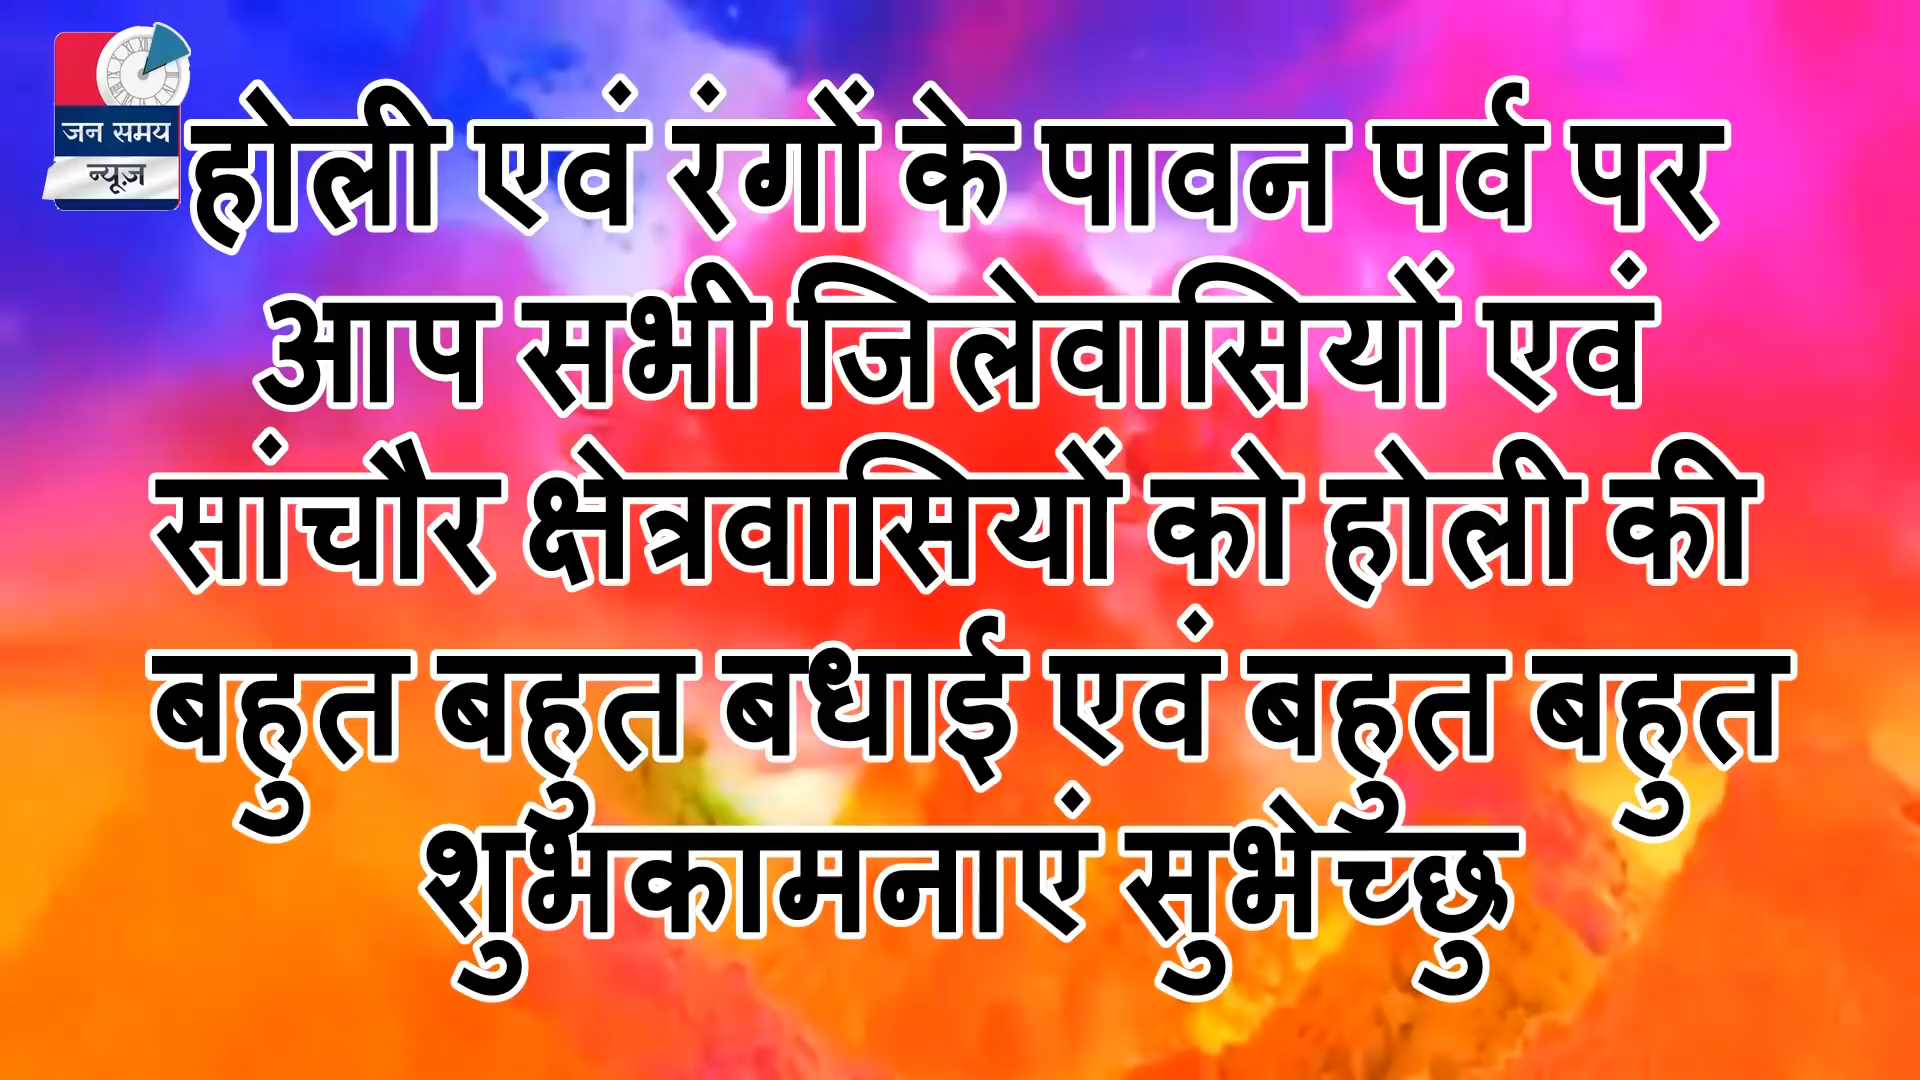 जन समय
न्यूज़
होली एवं रंगों के पावन पर्व पर
आप सभी जिलेवासियों एवं
सांचौर क्षेत्रवासियों को होली की
बहुत बहुत बधाई एवं बहुत बहुत
शुभकामनाएं सुभेच्छु